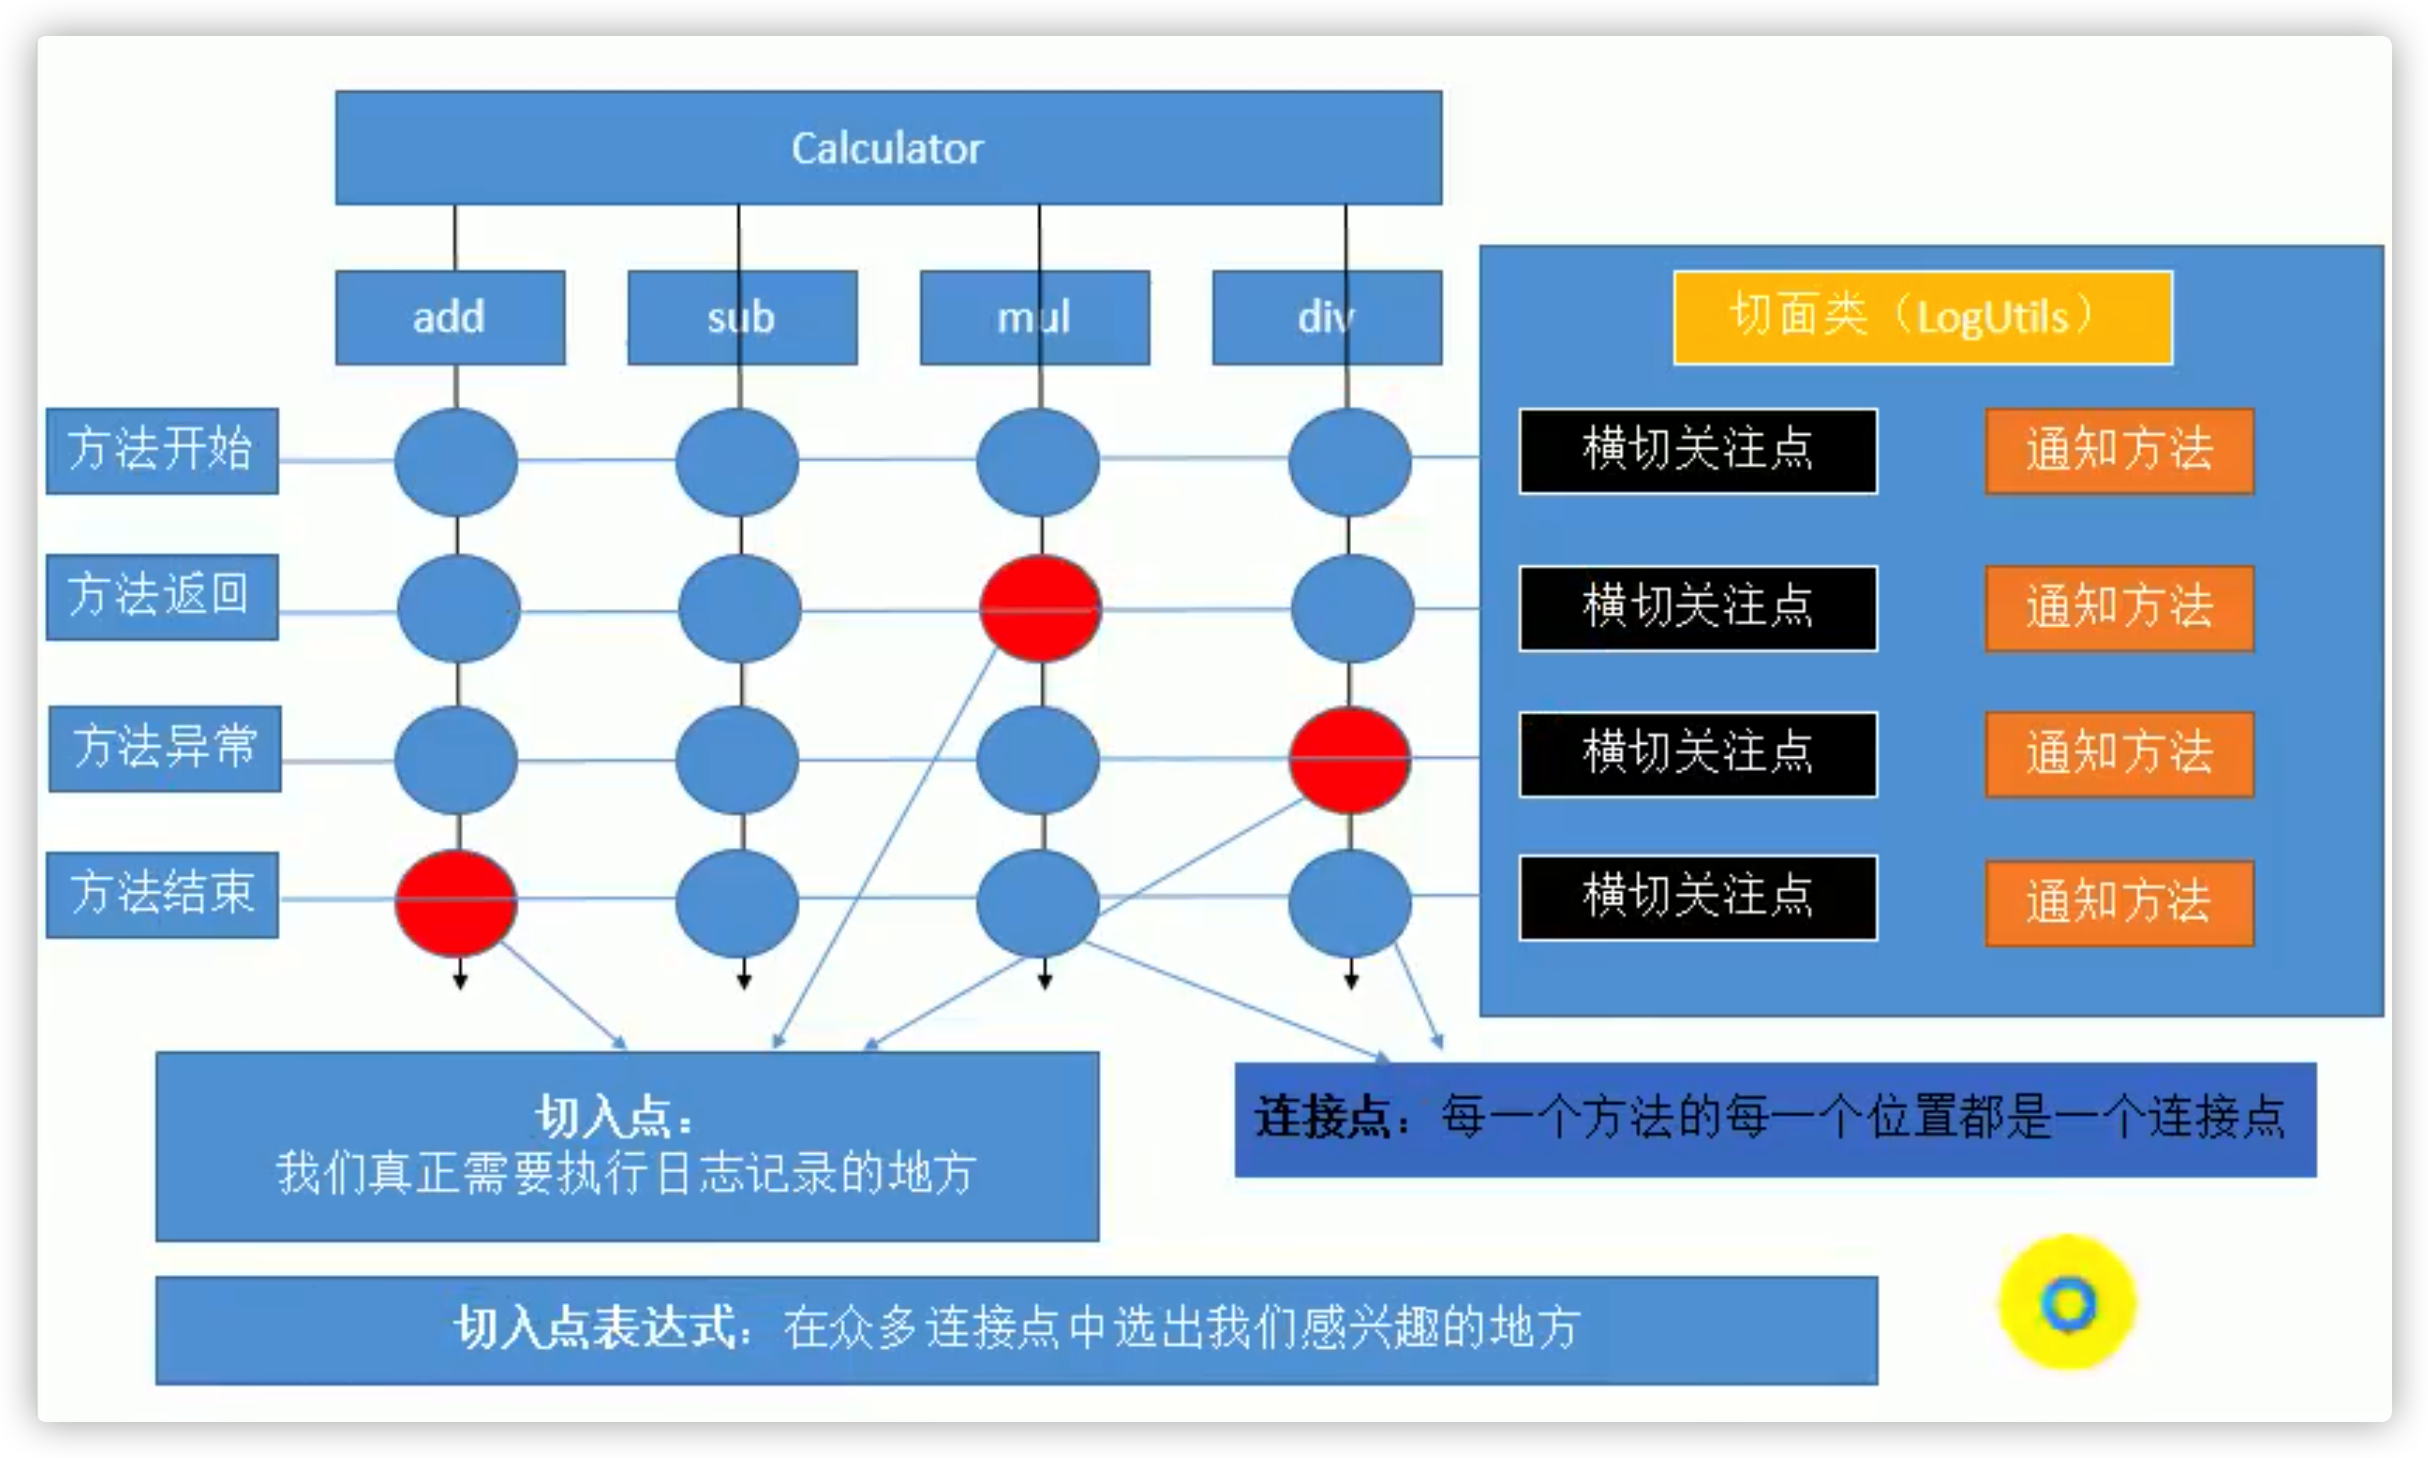 Calculator
add
sub
mul
div
切面类（LogUtils）
方法开始
横切关注点
通知方法
方法返回
横切关注点
通知方法
方法异常
横切关注点
通知方法
方法结束
横切关注点
通知方法
切入点：
我们真正需要执行日志记录的地方
连接点：每一个方法的每一个位置都是一个连接点
切入点表达式：在众多连接点中选出我们感兴趣的地方